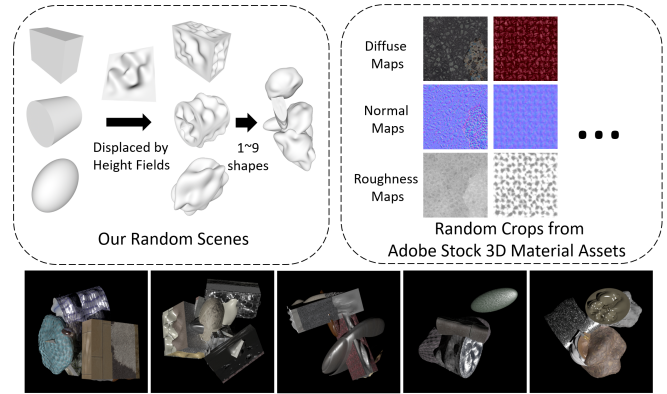 Displaced by
Height Fields
1~9
shapes
Our Random Scenes
Diffuse
Maps
Normal
Maps
Roughness
Maps
...
Random Crops from
Adobe Stock 3D Material Assets